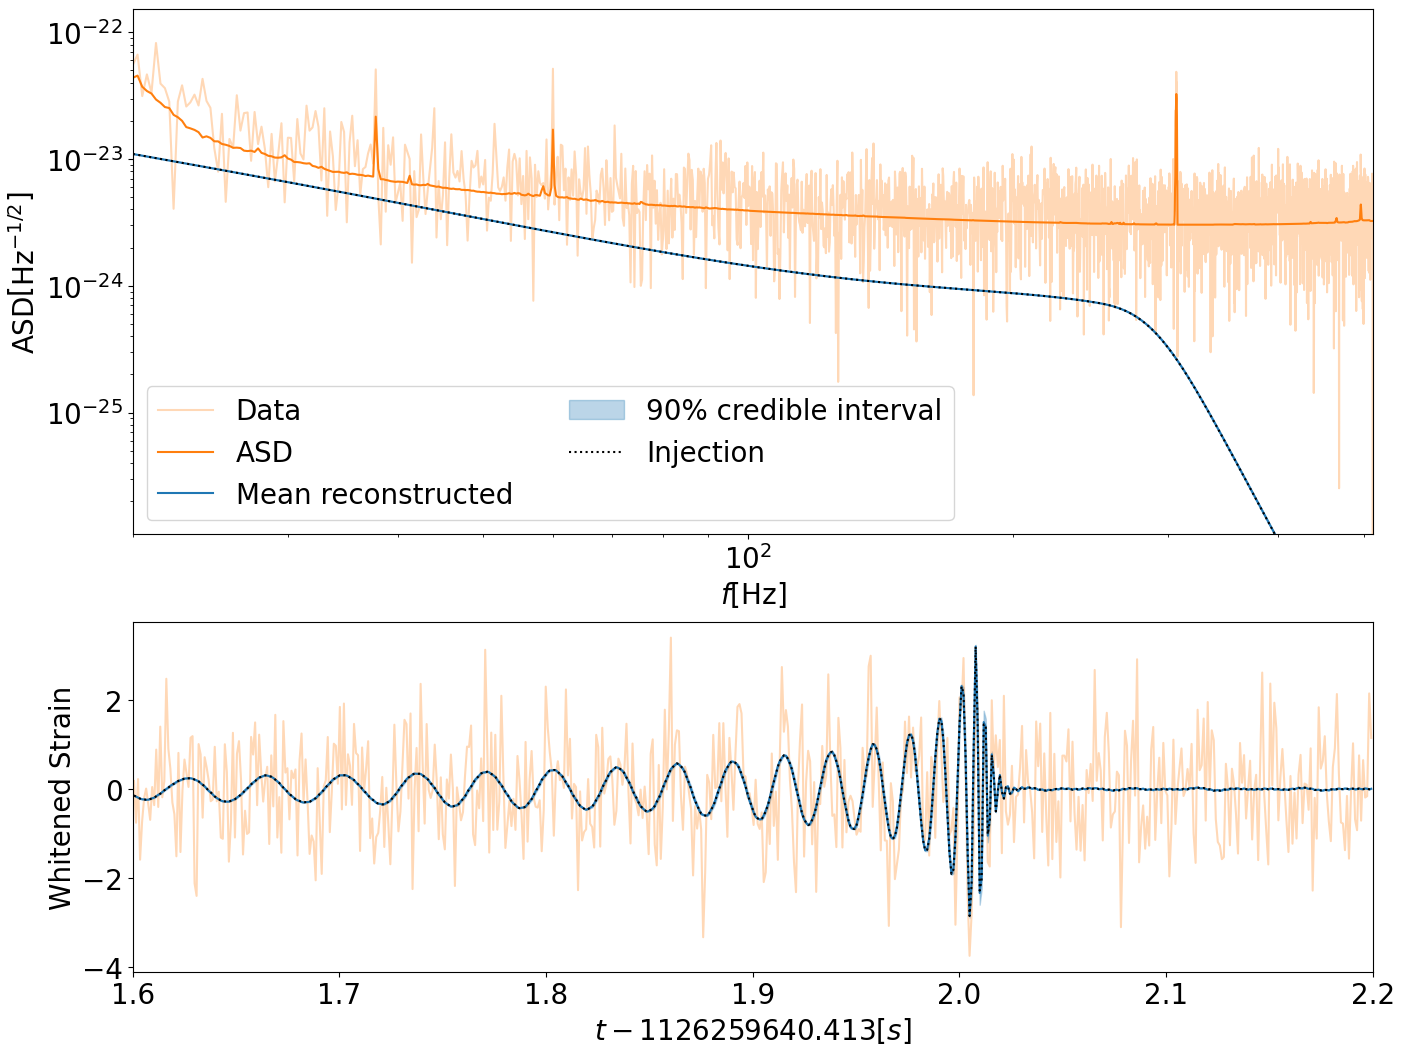 10⁻²²
10⁻²³
10⁻²⁴
10⁻²⁵
ASD[Hz⁻¹/²]
Data
ASD
Mean reconstructed
90% credible interval
Injection
10²
f[Hz]
2
0
−2
−4
Whitened Strain
1.6 1.7 1.8 1.9 2.0 2.1 2.2
t − 1126259640.413[s]